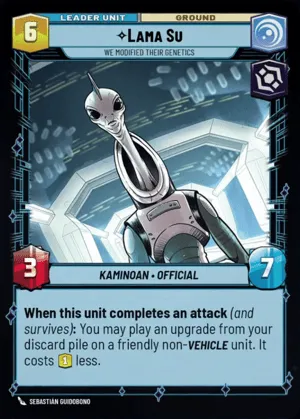 LEADER UNIT
GROUND
6
✧LAMA SU
WE MODIFIED THEIR GENETICS
3
7
KAMINOAN • OFFICIAL
When this unit completes an attack (and
survives): You may play an upgrade from your
discard pile on a friendly non-VEHICLE unit. It
costs 1 less.
SEBASTIÁN GUIDOBONO